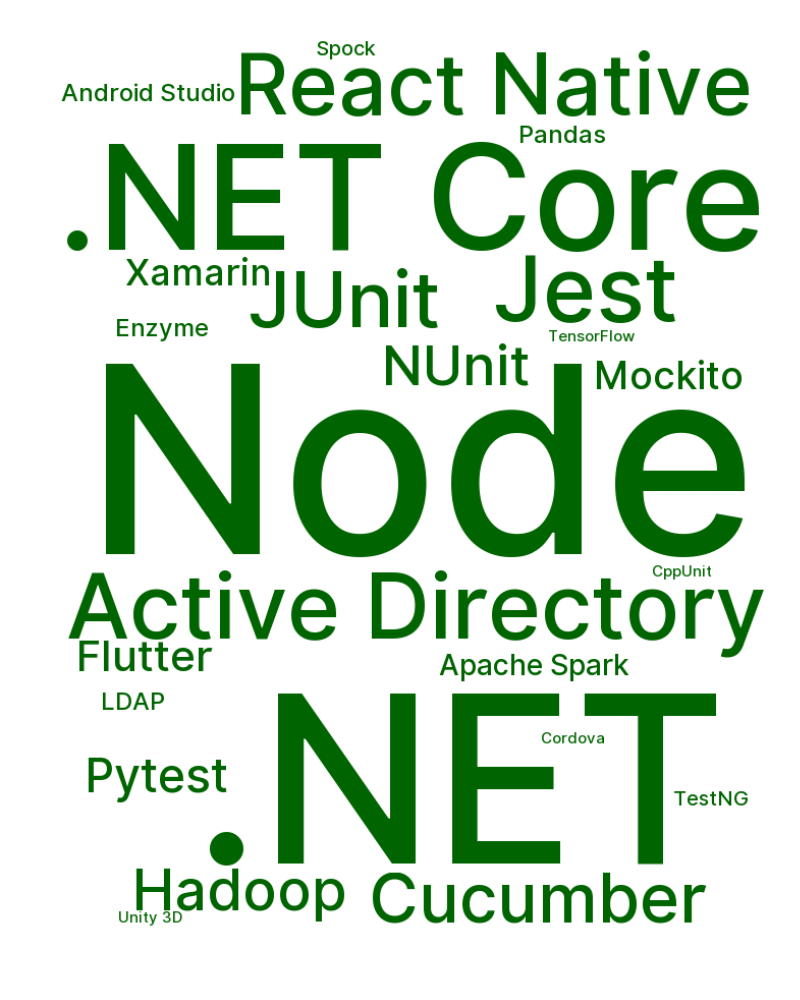 Spock
React Native
Android Studio
Pandas
.NET Core
Xamarin
JUnit
Jest
Enzyme
TensorFlow
NUnit
Mockito
Node
CppUnit
Active Directory
Flutter
Apache Spark
LDAP
.NET
Cordova
Pytest
TestNG
Hadoop
Cucumber
Unity 3D